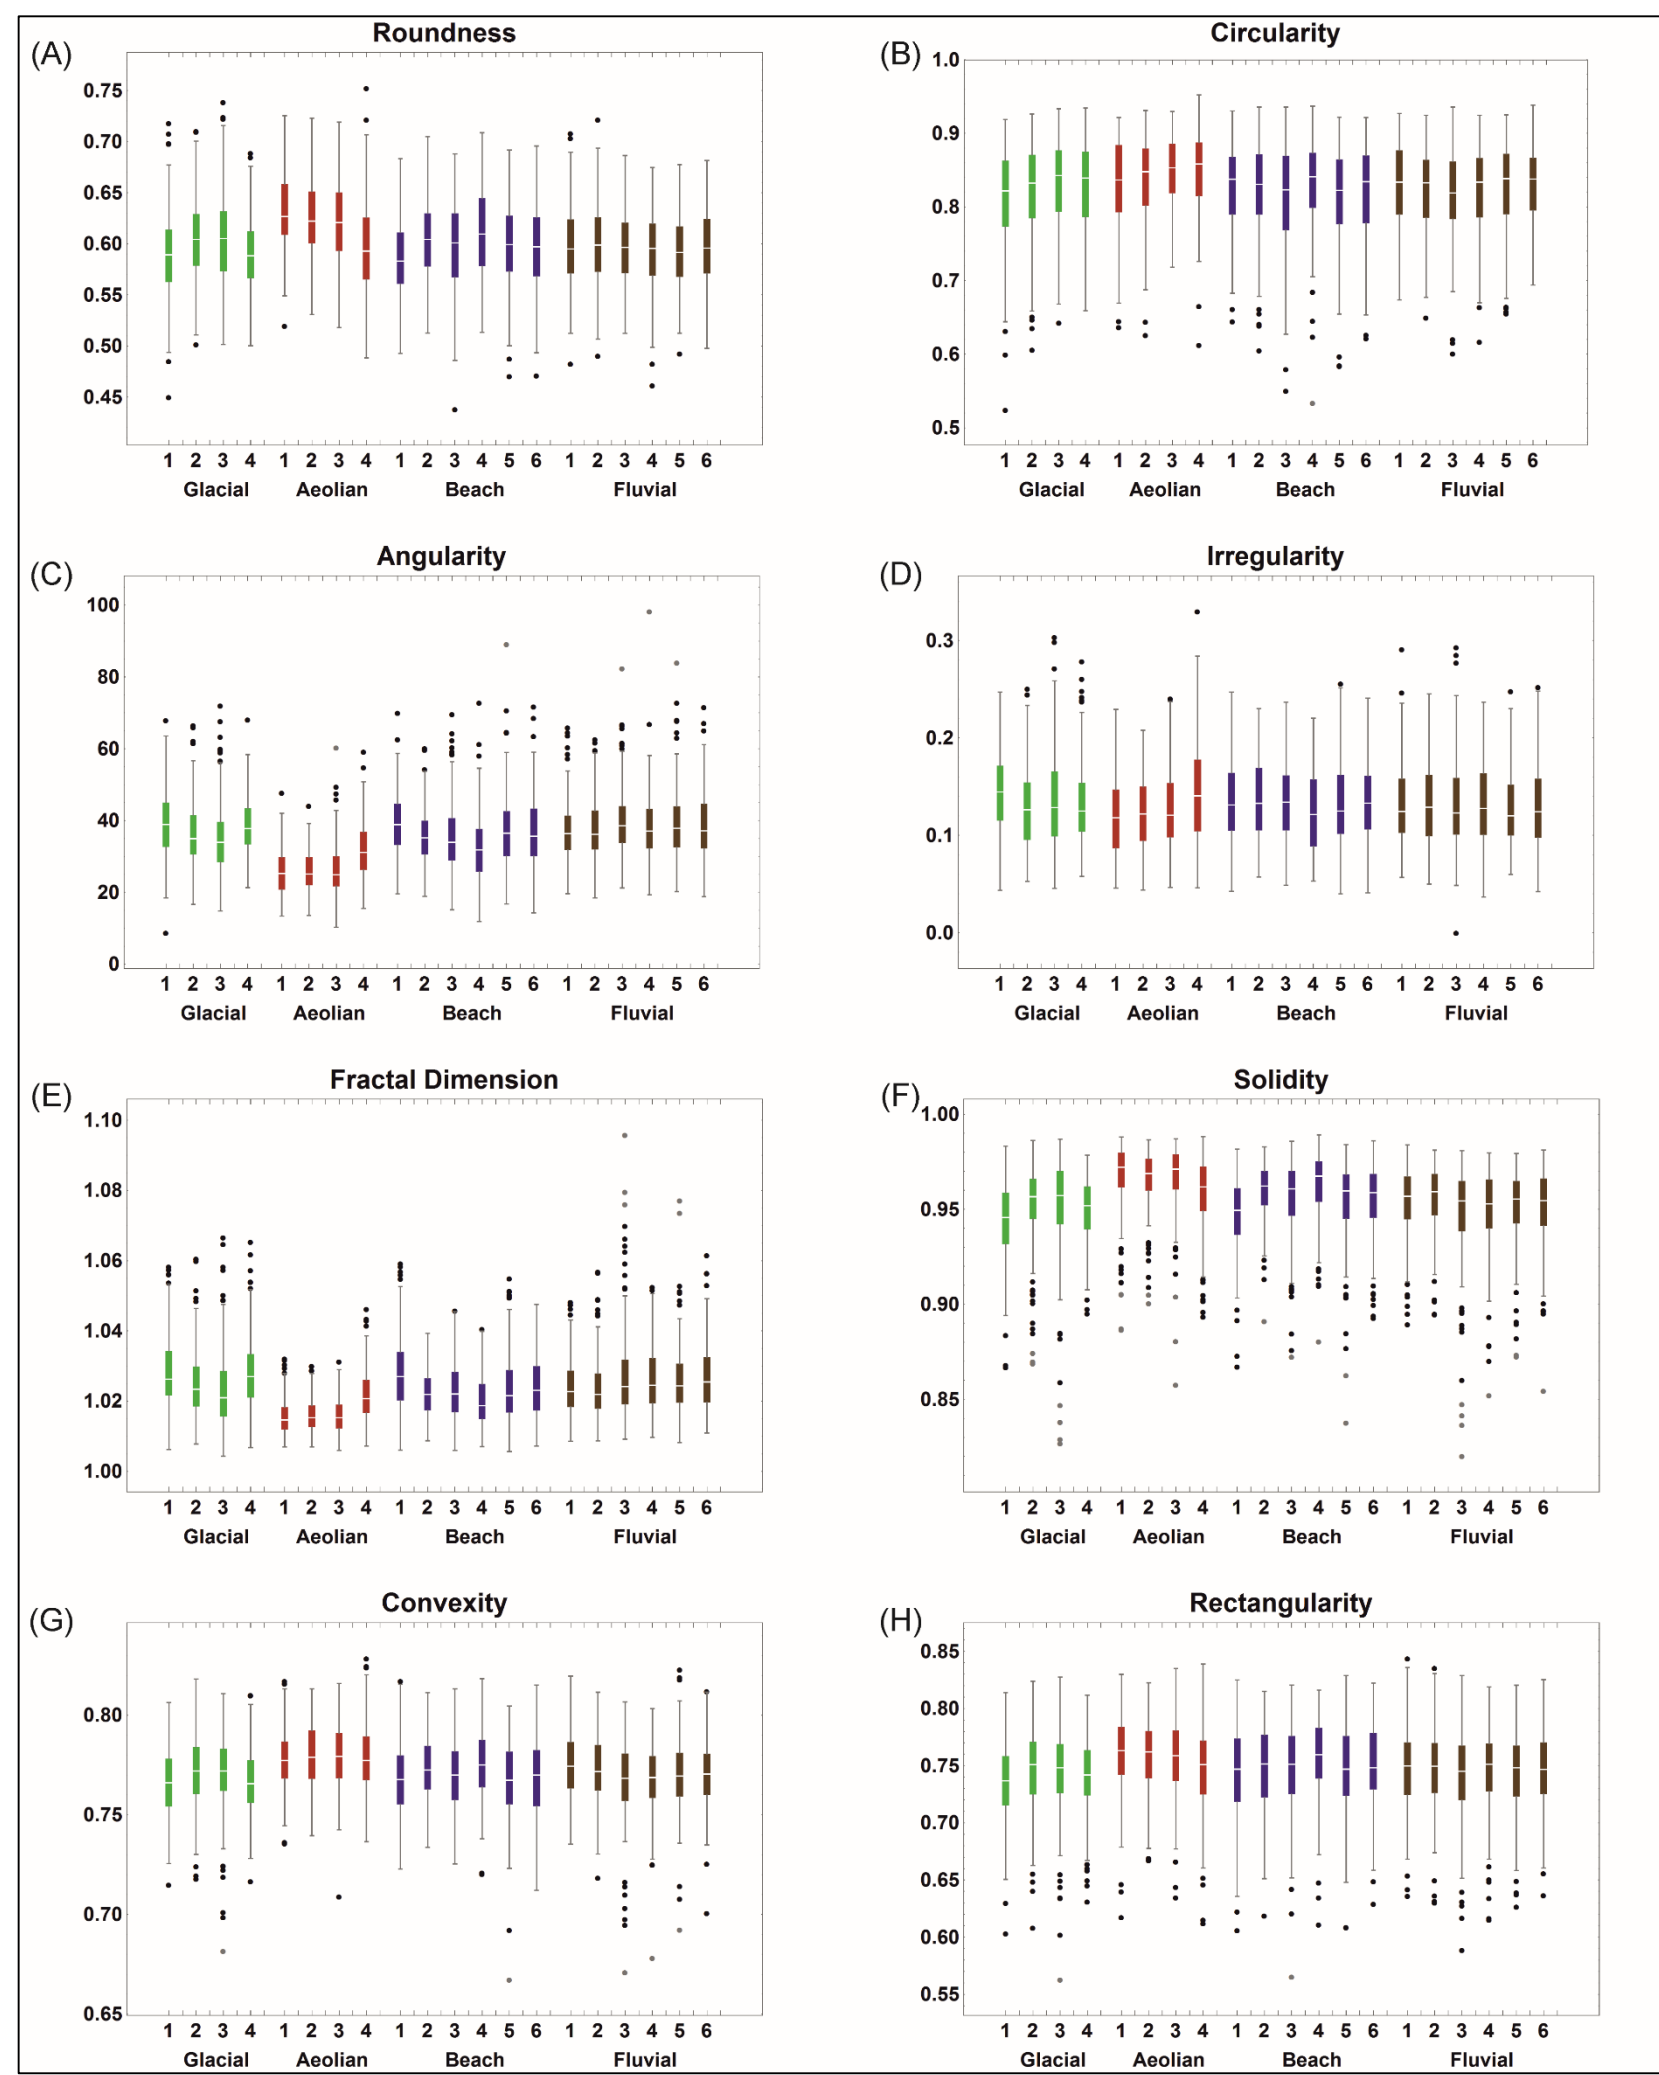 Roundness
(A)
0.75
0.70
0.65
0.60
0.55
0.50
0.45
1 2 3 4 1 2 3 4 1 2 3 4 5 6 1 2 3 4 5 6
Glacial Aeolian Beach Fluvial
Circularity
(B)
1.0
0.9
0.8
0.7
0.6
0.5
1 2 3 4 1 2 3 4 1 2 3 4 5 6 1 2 3 4 5 6
Glacial Aeolian Beach Fluvial
Angularity
(C)
100
80
60
40
20
0
1 2 3 4 1 2 3 4 1 2 3 4 5 6 1 2 3 4 5 6
Glacial Aeolian Beach Fluvial
Irregularity
(D)
0.3
0.2
0.1
0.0
1 2 3 4 1 2 3 4 1 2 3 4 5 6 1 2 3 4 5 6
Glacial Aeolian Beach Fluvial
Fractal Dimension
(E)
1.10
1.08
1.06
1.04
1.02
1.00
1 2 3 4 1 2 3 4 1 2 3 4 5 6 1 2 3 4 5 6
Glacial Aeolian Beach Fluvial
Solidity
(F)
1.00
0.95
0.90
0.85
1 2 3 4 1 2 3 4 1 2 3 4 5 6 1 2 3 4 5 6
Glacial Aeolian Beach Fluvial
Convexity
(G)
0.80
0.75
0.70
0.65
1 2 3 4 1 2 3 4 1 2 3 4 5 6 1 2 3 4 5 6
Glacial Aeolian Beach Fluvial
Rectangularity
(H)
0.85
0.80
0.75
0.70
0.65
0.60
0.55
1 2 3 4 1 2 3 4 1 2 3 4 5 6 1 2 3 4 5 6
Glacial Aeolian Beach Fluvial